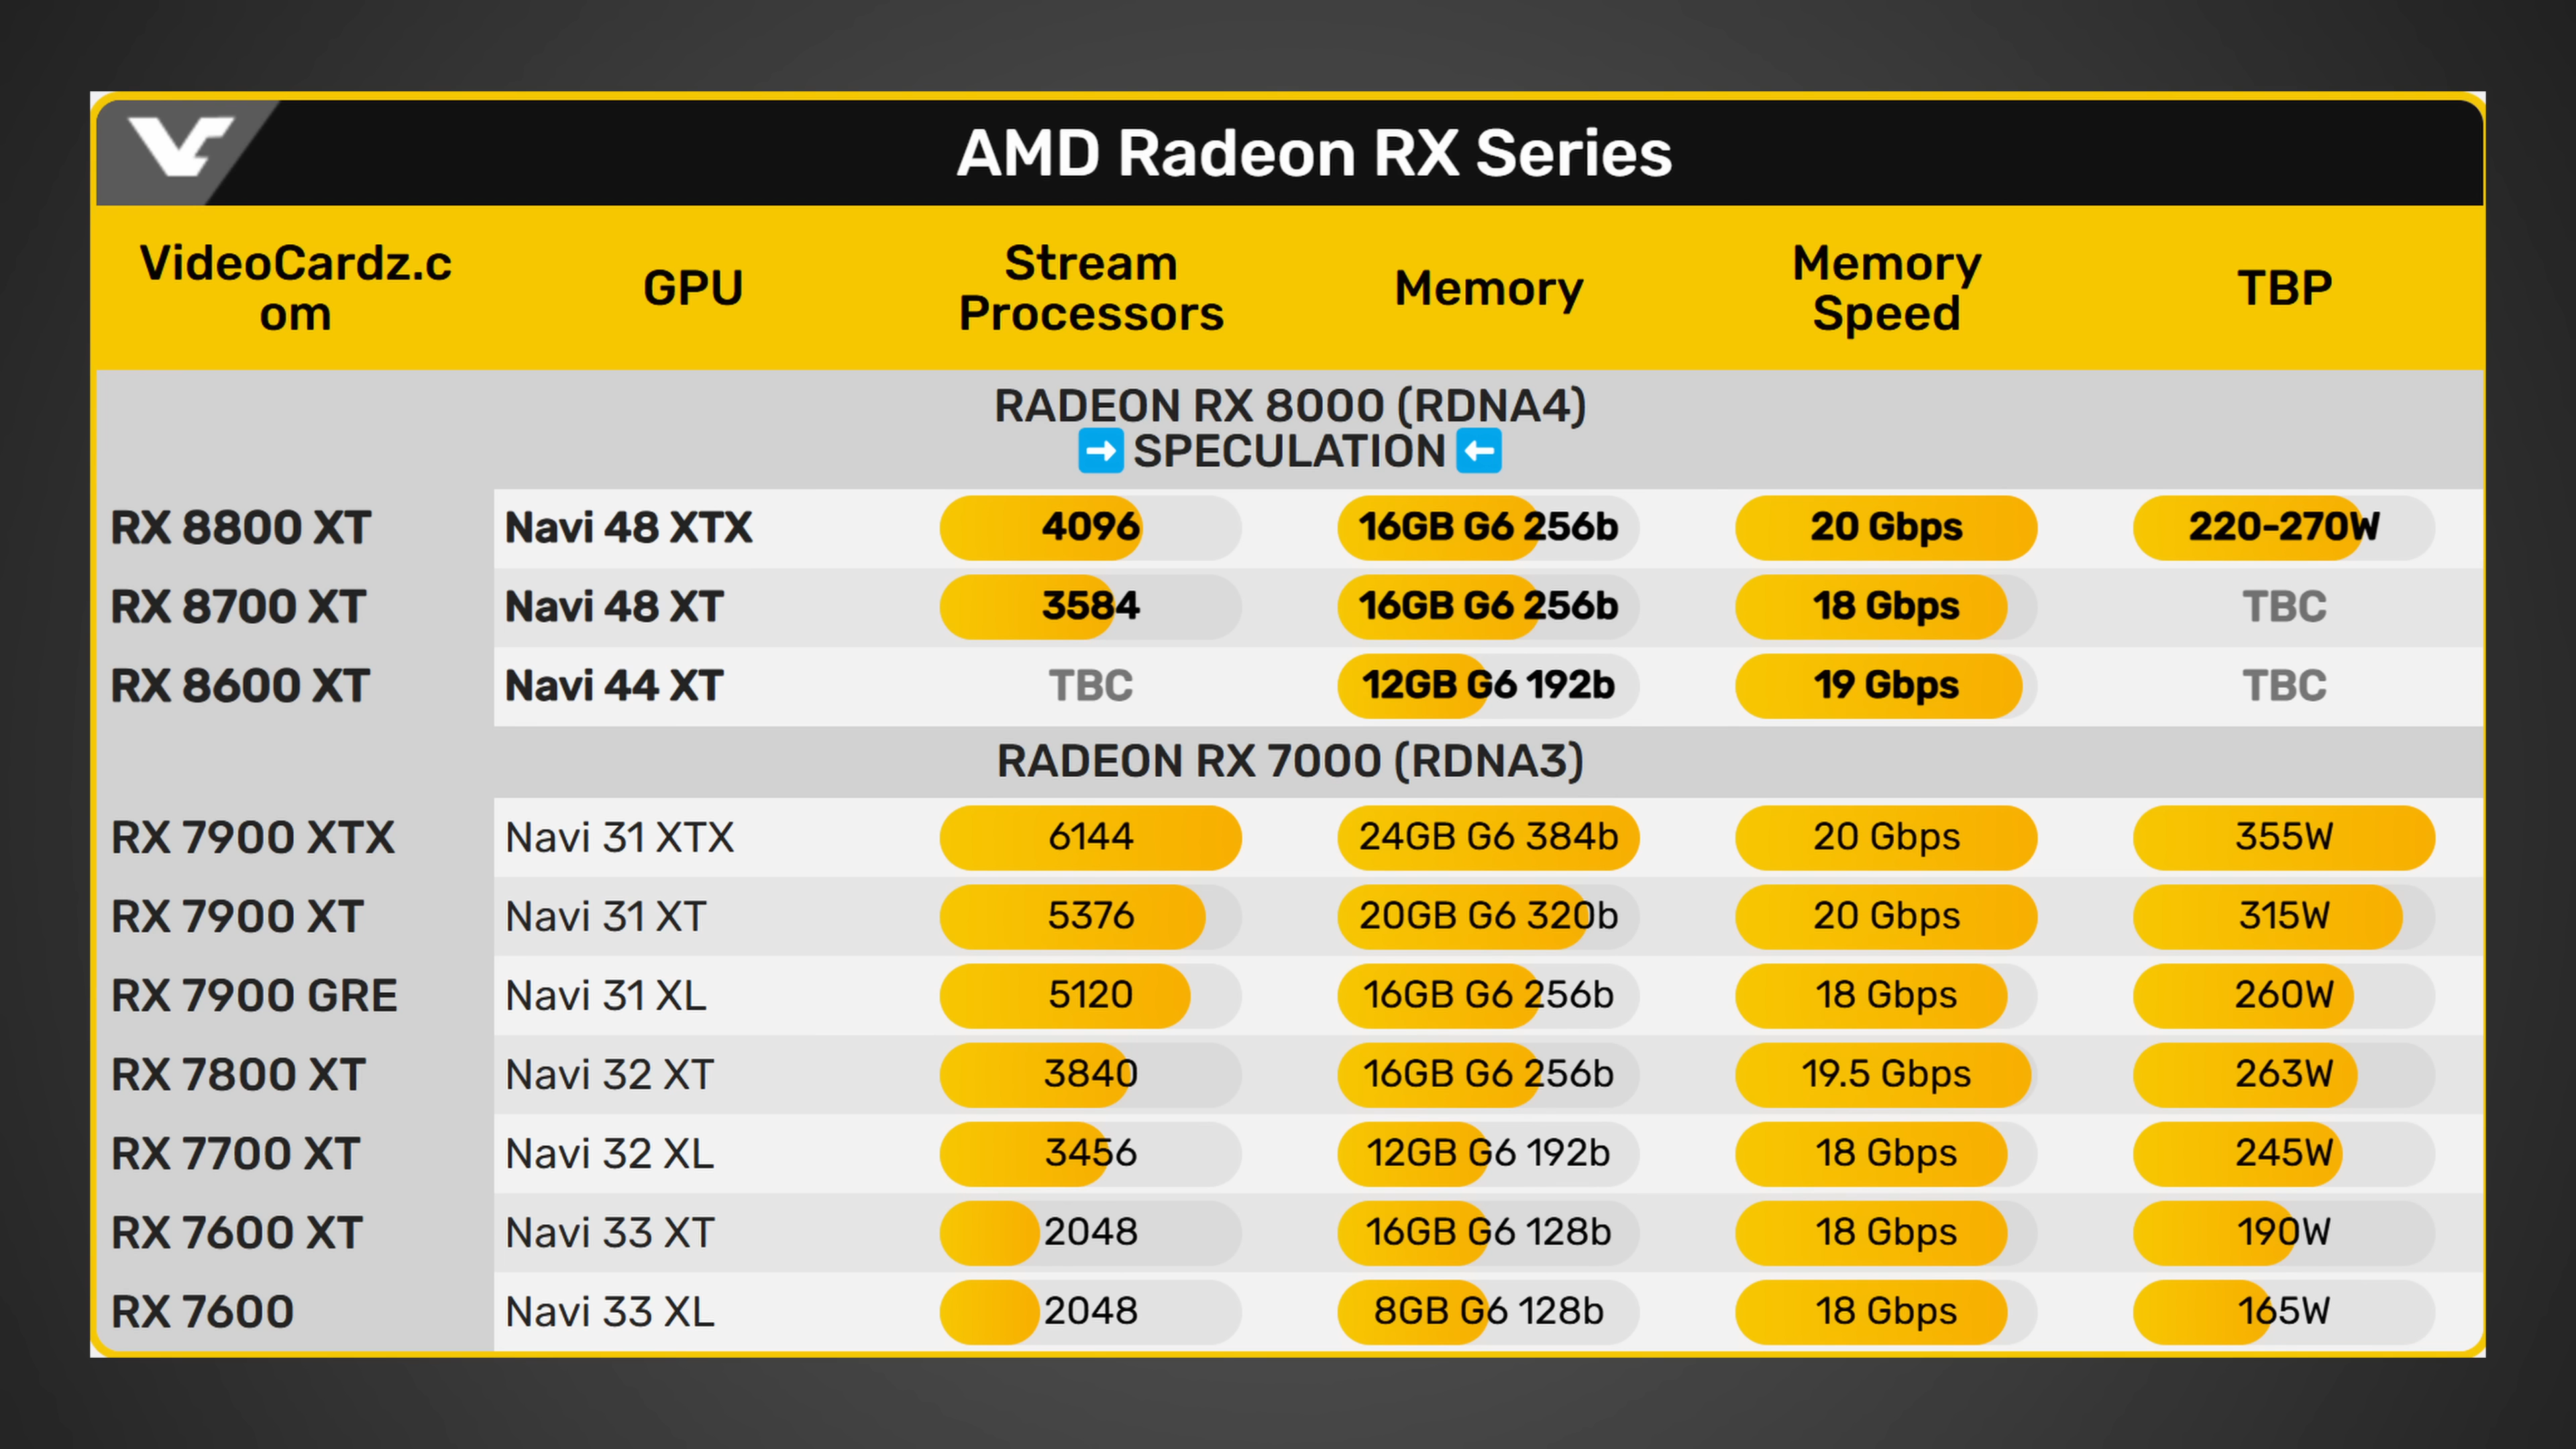 AMD Radeon RX Series
VideoCardz.c
om
GPU
Stream
Processors
Memory
Memory
Speed
TBP
RADEON RX 8000 (RDNA4)
➡️ SPECULATION ⬅️
RX 8800 XT Navi 48 XTX 4096 16GB G6 256b 20 Gbps 220-270W
RX 8700 XT Navi 48 XT 3584 16GB G6 256b 18 Gbps TBC
RX 8600 XT Navi 44 XT TBC 12GB G6 192b 19 Gbps TBC
RADEON RX 7000 (RDNA3)
RX 7900 XTX Navi 31 XTX 6144 24GB G6 384b 20 Gbps 355W
RX 7900 XT Navi 31 XT 5376 20GB G6 320b 20 Gbps 315W
RX 7900 GRE Navi 31 XL 5120 16GB G6 256b 18 Gbps 260W
RX 7800 XT Navi 32 XT 3840 16GB G6 256b 19.5 Gbps 263W
RX 7700 XT Navi 32 XL 3456 12GB G6 192b 18 Gbps 245W
RX 7600 XT Navi 33 XT 2048 16GB G6 128b 18 Gbps 190W
RX 7600 Navi 33 XL 2048 8GB G6 128b 18 Gbps 165W